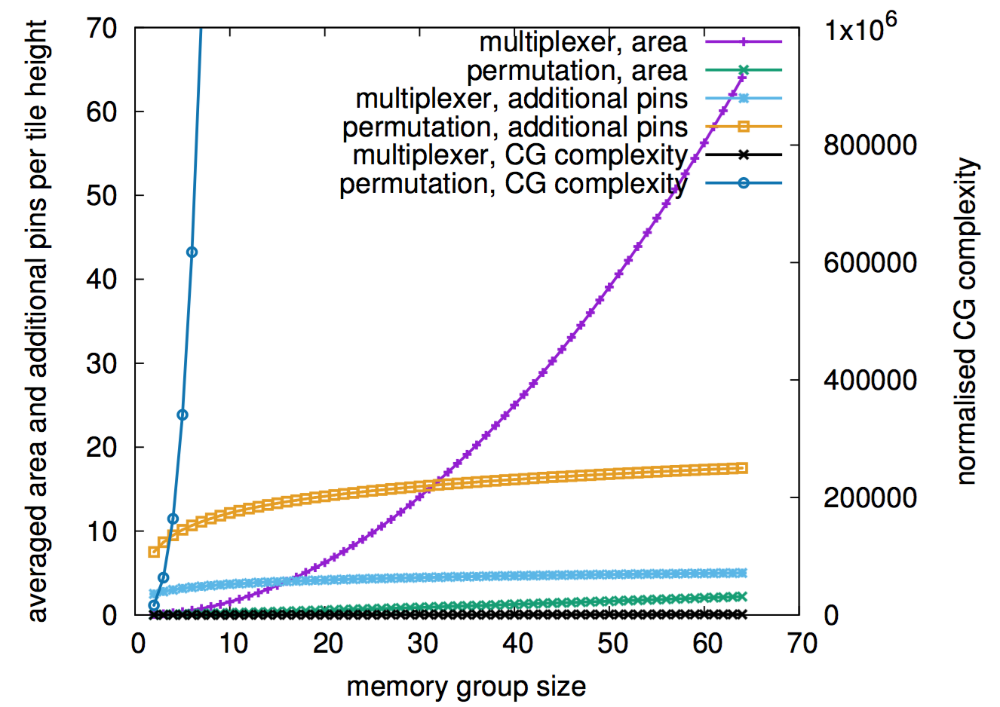 averaged area and additional pins per tile height
70
60
50
40
30
20
10
0
multiplexer, area
permutation, area
multiplexer, additional pins
permutation, additional pins
multiplexer, CG complexity
permutation, CG complexity
1x10⁶
800000
600000
400000
200000
0
normalised CG complexity
0 10 20 30 40 50 60 70
memory group size